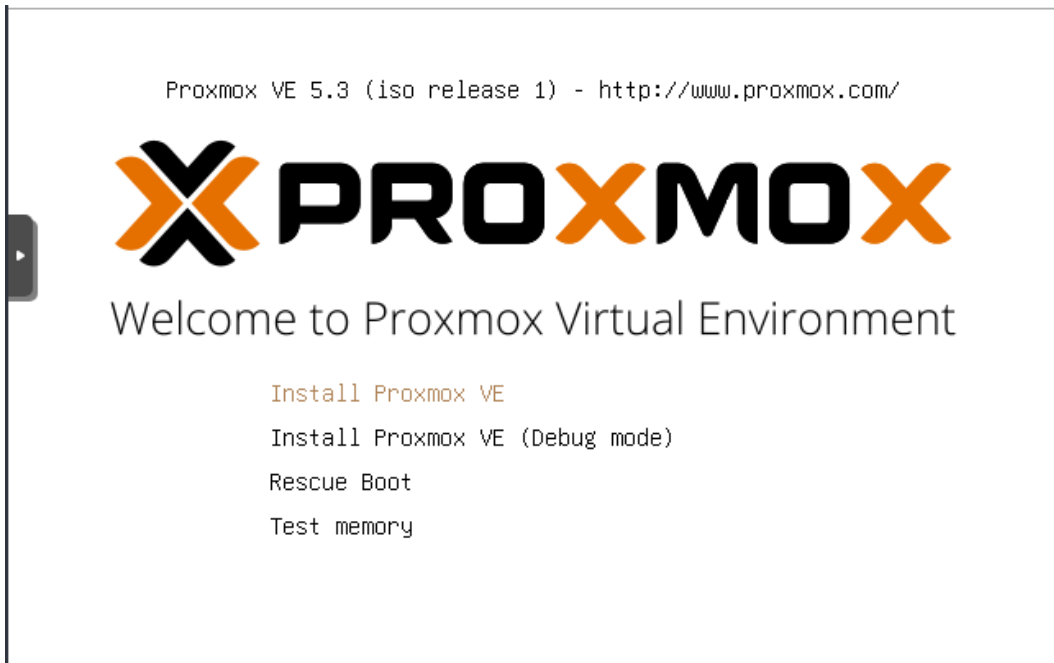 Proxmox VE 5.3 (iso release 1) - http://www.proxmox.com/
PROXMOX
Welcome to Proxmox Virtual Environment
Install Proxmox VE
Install Proxmox VE (Debug mode)
Rescue Boot
Test memory